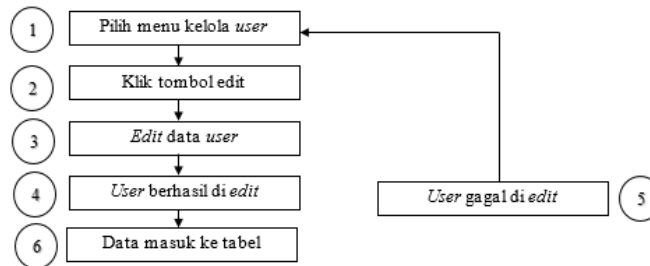 1 Pilih menu kelola user
2 Klik tombol edit
3 Edit data user
4 User berhasil di edit
User gagal di edit 5
6 Data masuk ke tabel